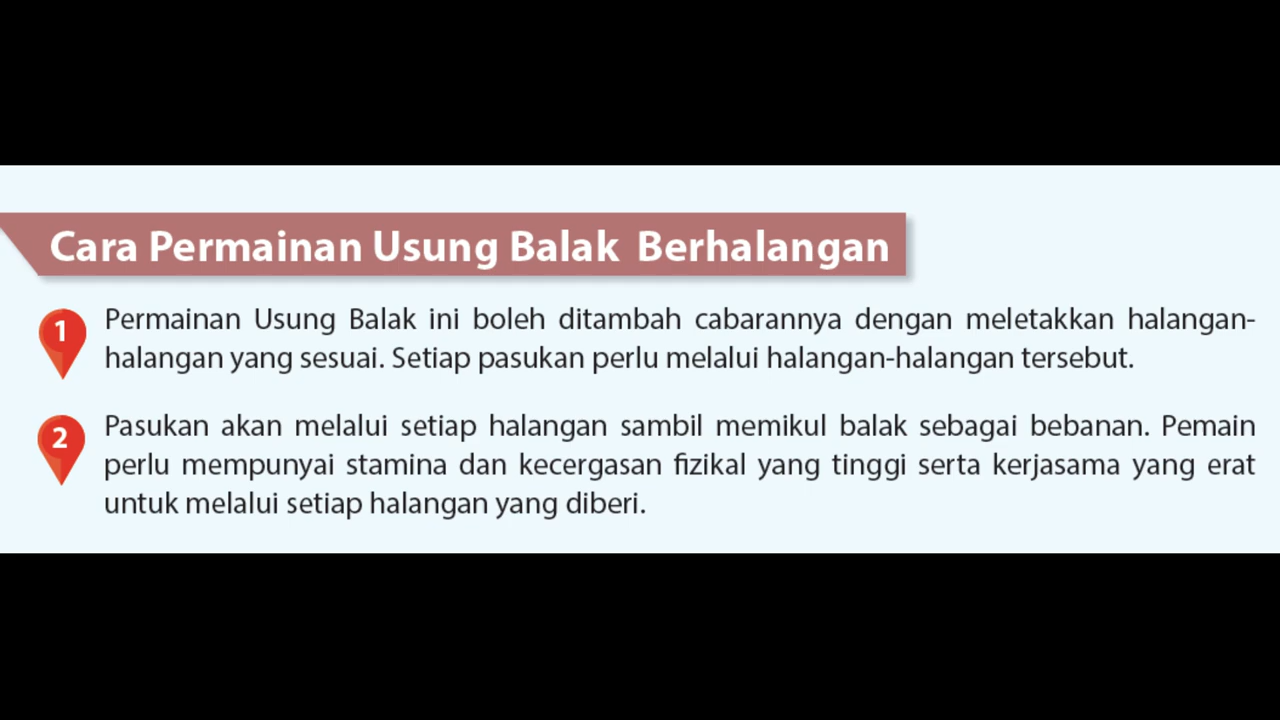 Cara Permainan Usung Balak Berhalangan
1
Permainan Usung Balak ini boleh ditambah cabarannya dengan meletakkan halangan-
halangan yang sesuai. Setiap pasukan perlu melalui halangan-halangan tersebut.
2
Pasukan akan melalui setiap halangan sambil memikul balak sebagai bebanan. Pemain
perlu mempunyai stamina dan kecergasan fizikal yang tinggi serta kerjasama yang erat
untuk melalui setiap halangan yang diberi.